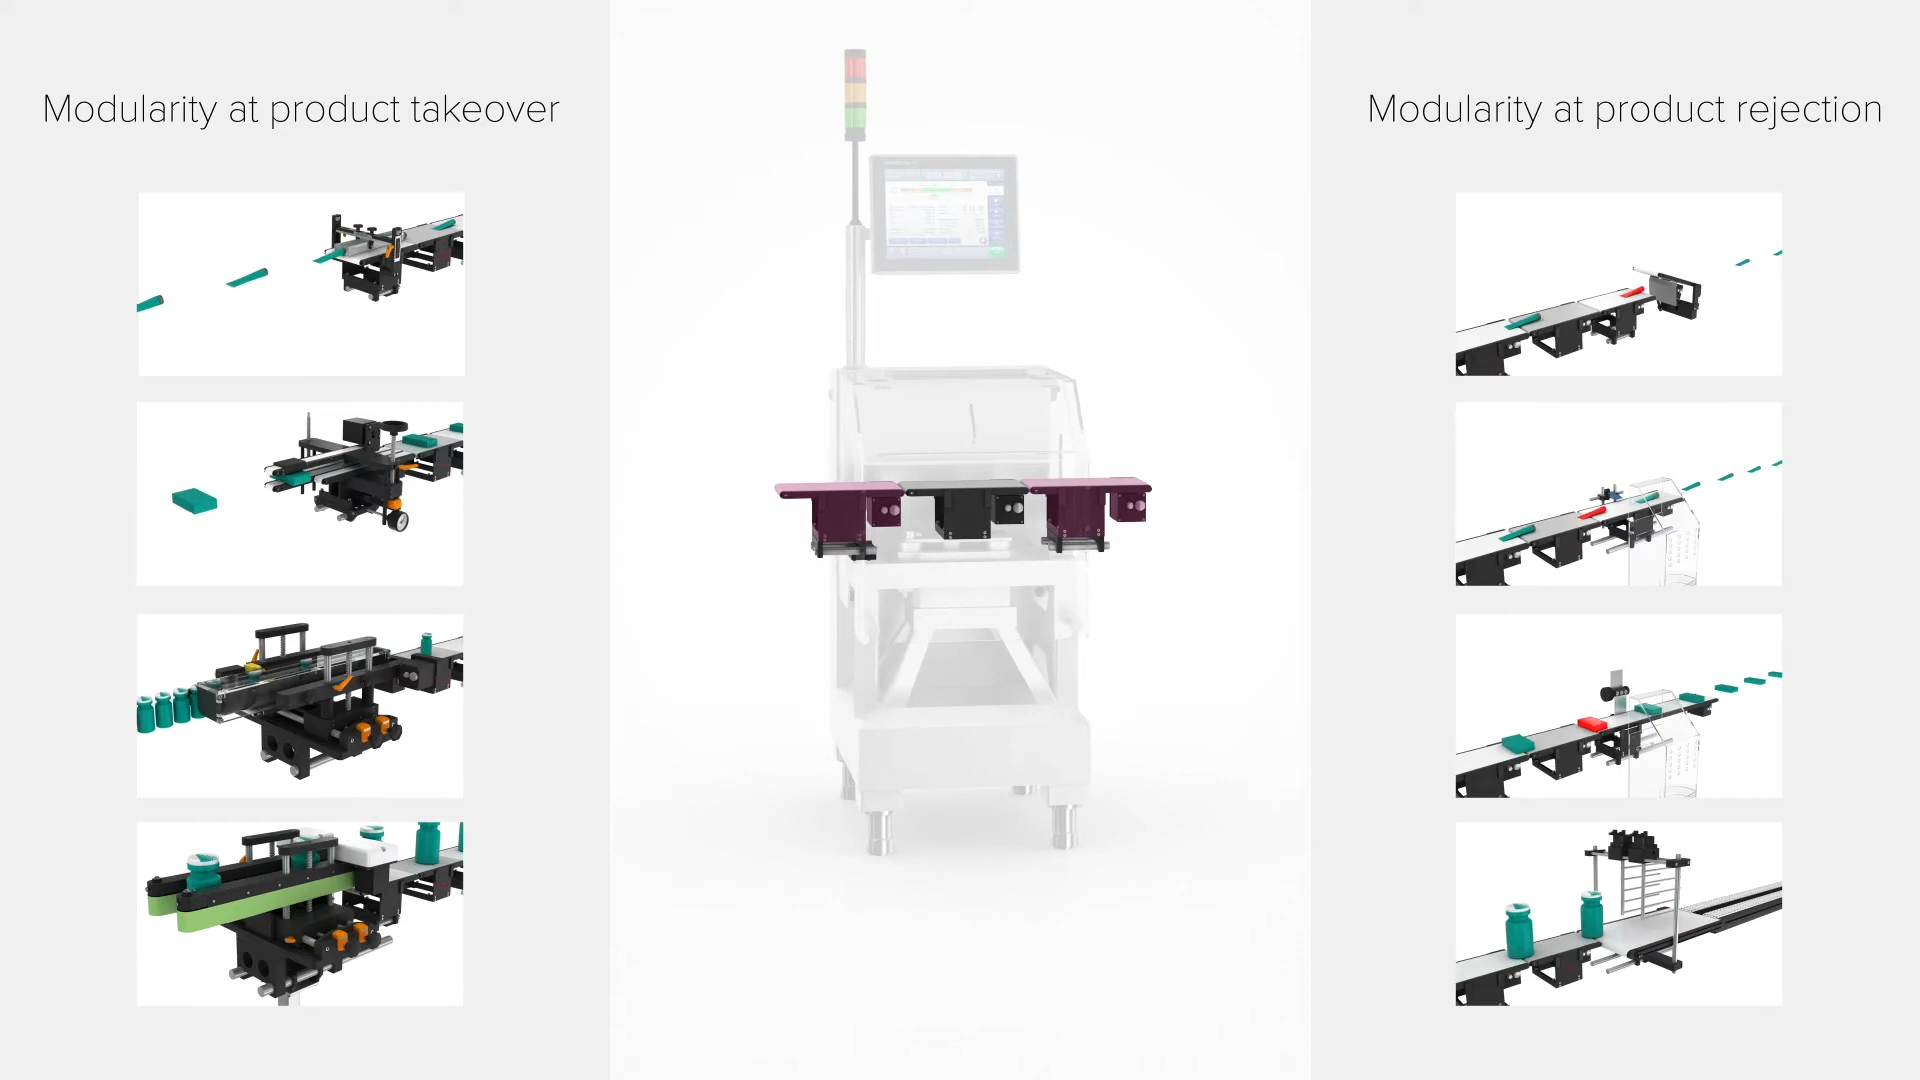 Modularity at product takeover
Modularity at product rejection